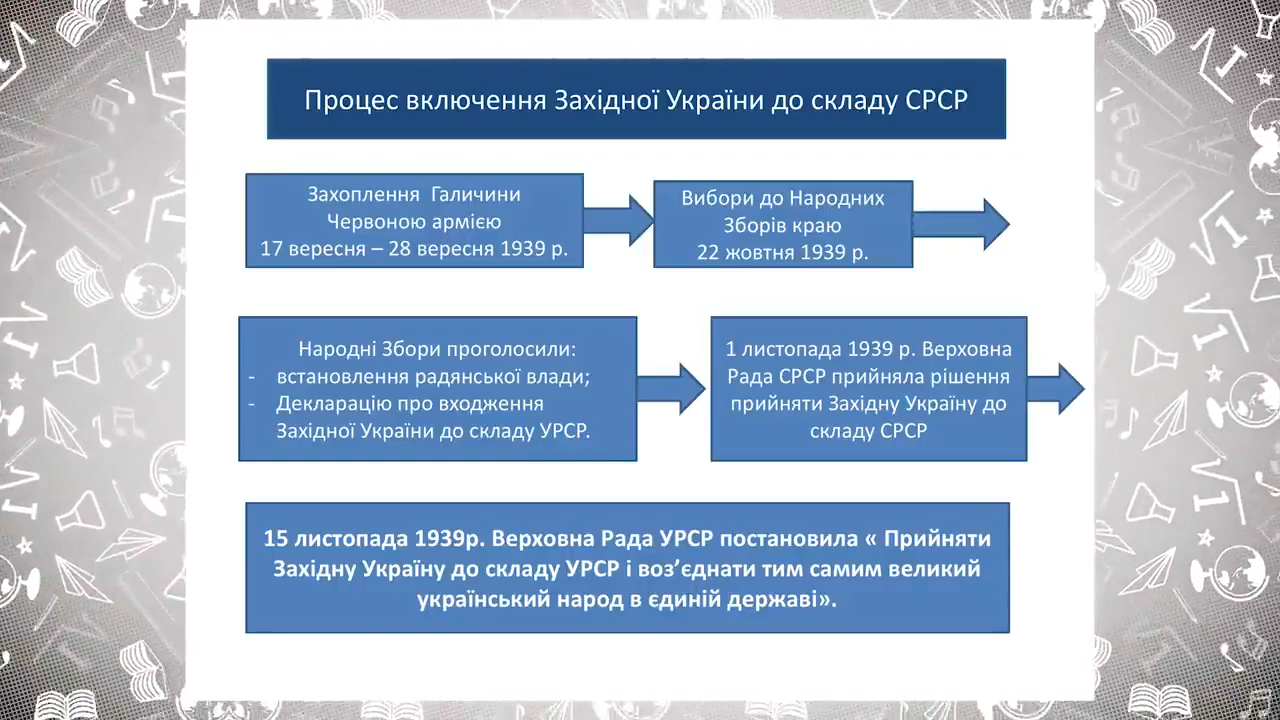 Процес включення Західної України до складу СРСР
Захоплення Галичини
Червоною армією
17 вересня – 28 вересня 1939 р.
Вибори до Народних
Зборів краю
22 жовтня 1939 р.
Народні Збори проголосили:
- встановлення радянської влади;
- Декларацію про входження
Західної України до складу УРСР.
1 листопада 1939 р. Верховна
Рада СРСР прийняла рішення
прийняти Західну Україну до
складу СРСР
15 листопада 1939р. Верховна Рада УРСР постановила « Прийняти
Західну Україну до складу УРСР і воз’єднати тим самим великий
український народ в єдиній державі».